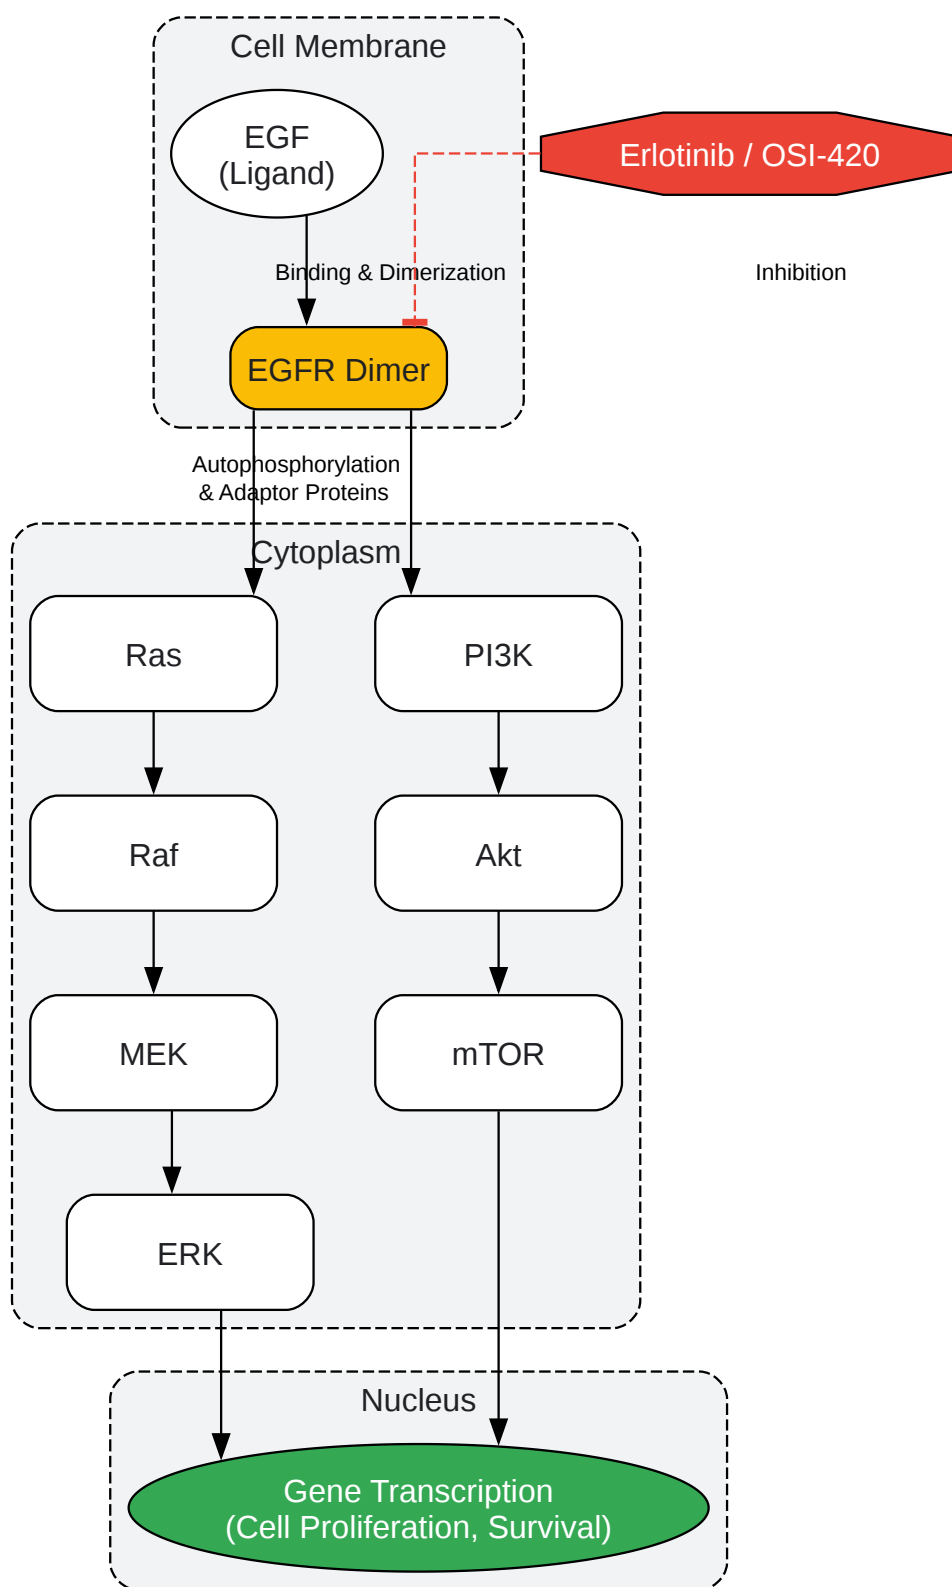 Cell Membrane
EGF
(Ligand)
Erlotinib / OSI-420
Binding & Dimerization
Inhibition
EGFR Dimer
Autophosphorylation
& Adaptor Proteins
Cytoplasm
Ras
PI3K
Raf
Akt
MEK
mTOR
ERK
Nucleus
Gene Transcription
(Cell Proliferation, Survival)